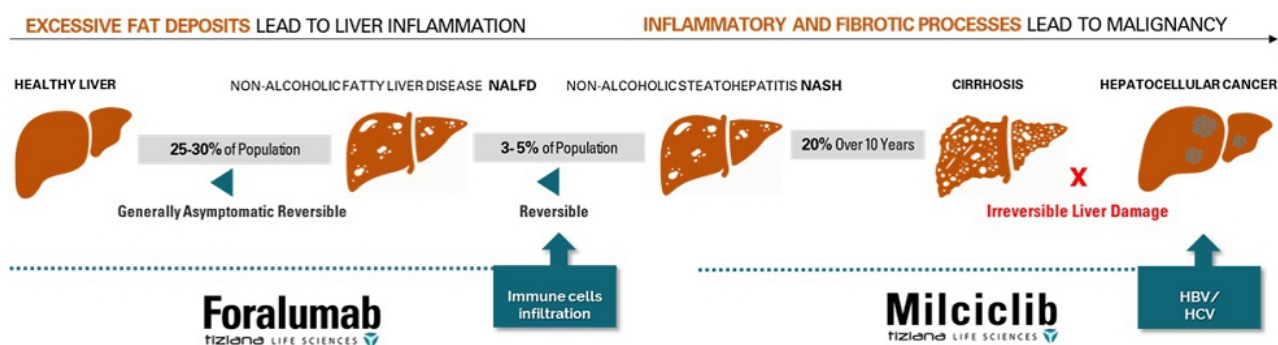 EXCESSIVE FAT DEPOSITS LEAD TO LIVER INFLAMMATION
INFLAMMATORY AND FIBROTIC PROCESSES LEAD TO MALIGNANCY
HEALTHY LIVER
NON-ALCOHOLIC FATTY LIVER DISEASE NALFD
NON-ALCOHOLIC STEATOHEPATITIS NASH
CIRRHOSIS
HEPATOCELLULAR CANCER
25-30% of Population
3-5% of Population
20% Over 10 Years
X
Generally Asymptomatic Reversible
Reversible
Irreversible Liver Damage
Immune cells
infiltration
HBV/
HCV
Foralumab
tiziana LIFE SCIENCES
Milciclib
tiziana LIFE SCIENCES